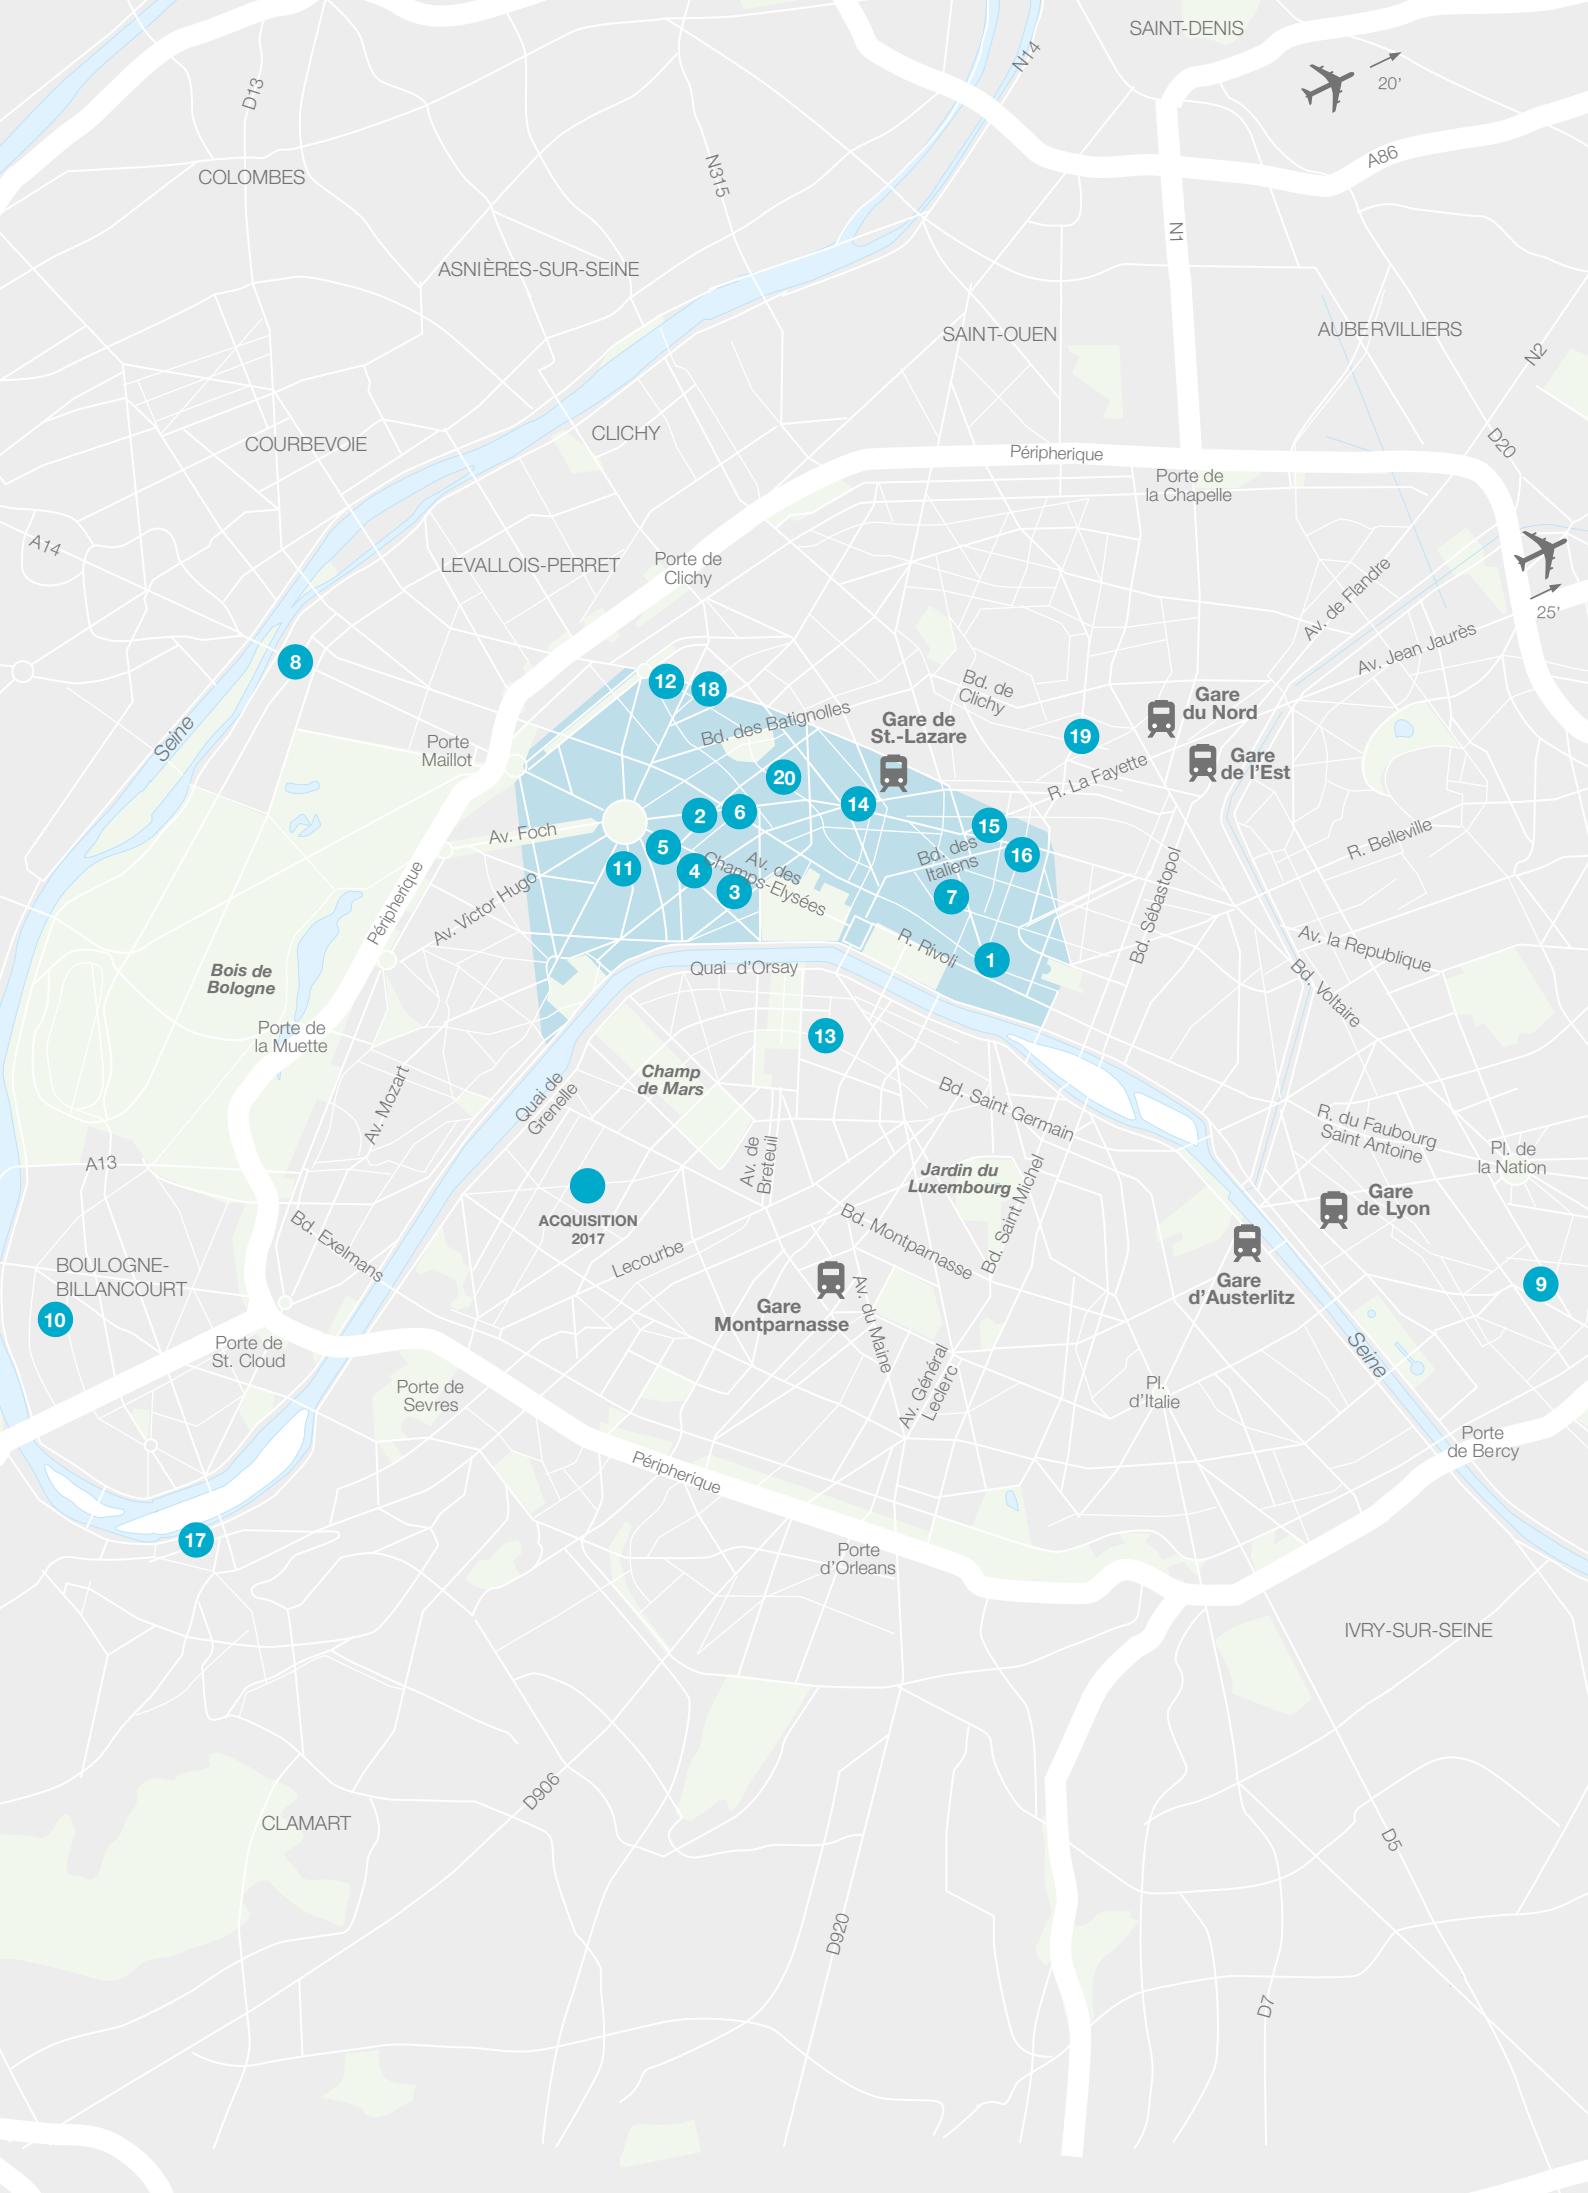 SAINT-DENIS
N14
20'
D13
A86
N315
COLOMBES
N1
ASNIÈRES-SUR-SEINE
SAINT-OUEN
AUBERVILLIERS
N2
COURBEVOIE
CLICHY
D20
Péripherique
Porte de
la Chapelle
A14
LEVALLOIS-PERRET
Porte de
Clichy
Av. de Flandre
25'
Av. Jean Jaurès
8
12
18
Bd. de
Clichy
Gare
du Nord
Bd. des Batignolles
Gare de
St.-Lazare
19
Seine
Porte
Maillot
Gare
de l'Est
R. La Fayette
20
14
2
6
15
Av. Foch
R. Belleville
5
Bd. des
Italiens
16
11
4
Av. des
Champs-Elysées
3
7
Péripherique
Av. Victor Hugo
Bd. Sébastopol
R. Rivoli
1
Av. la Republique
Quai d'Orsay
Bois de
Bologne
Bd. Voltaire
Porte de
la Muette
13
Champ
de Mars
Av. Mozart
Quai de
Grenelle
Bd. Saint Germain
R. du Faubourg
Saint Antoine
Pl. de
la Nation
A13
Av. de
Breteuil
Jardin du
Luxembourg
Bd. Saint Michel
Gare
de Lyon
ACQUISITION
2017
Bd. Exelmans
Lecourbe
Bd. Montparnasse
BOULOGNE-
BILLANCOURT
Gare
d'Austerlitz
9
10
Gare
Montparnasse
Av. du Maine
Porte de
St. Cloud
Seine
Porte de
Sevres
Av. Général
Leclerc
Pl.
d'Italie
Porte
de Bercy
Péripherique
17
Porte
d'Orleans
IVRY-SUR-SEINE
D906
CLAMART
D5
D920
D7